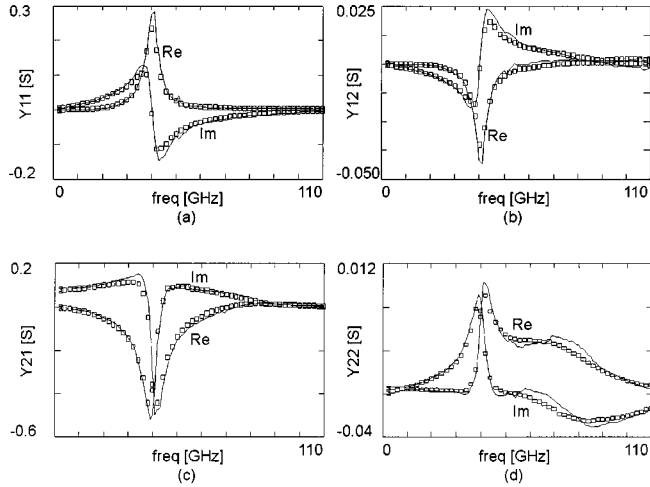 0.3
Y11 [S]
Re
Im
-0.2
0
freq [GHz]
110
(a)
0.025
Y12 [S]
Im
Re
-0.050
0
freq [GHz]
110
(b)
0.2
Y21 [S]
Im
Re
-0.6
0
freq [GHz]
110
(c)
0.012
Y22 [S]
Re
Im
-0.04
0
freq [GHz]
110
(d)